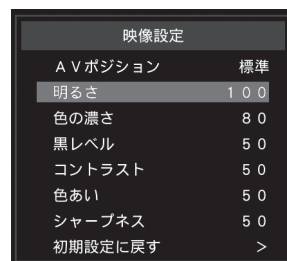 映像設定
ＡＶポジション 標準
明るさ １００
色の濃さ ８０
黒レベル ５０
コントラスト ５０
色あい ５０
シャープネス ５０
初期設定に戻す ＞